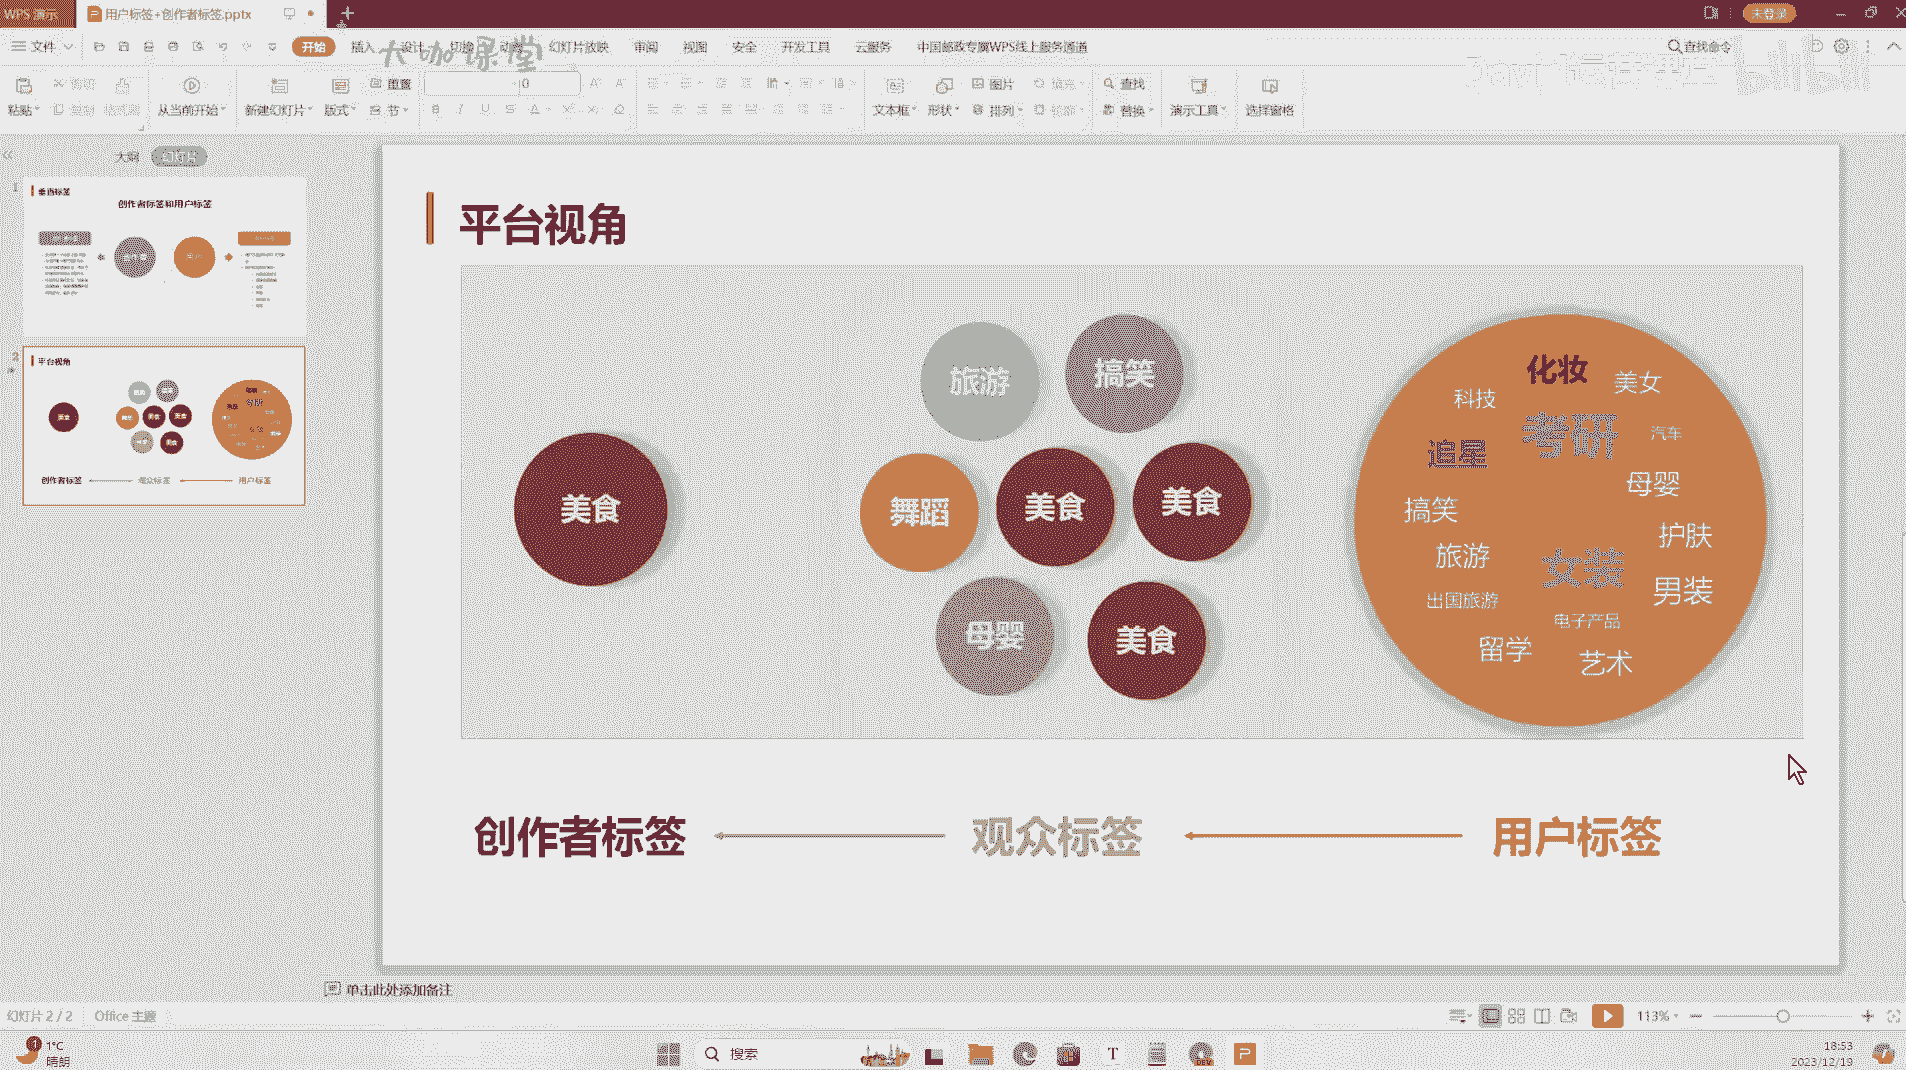 WPS 演示
用户标签+创作者标签.pptx
未登录
文件
开始
插入
设计
切换
动画
幻灯片放映
审阅
视图
安全
开发工具
云服务
中国邮政专属WPS线上服务通道
查找命令
大咖课堂
bilibili
粘贴
剪切
复制
格式刷
从当前开始
新建幻灯片
版式
重置
节
0
文本框
形状
图片
排列
填充
轮廓
查找
替换
演示工具
选择窗格
大纲
幻灯片
1
垂直标签
创作者标签和用户标签
2
平台视角
美食
创作者标签
观众标签
用户标签
平台视角
美食
旅游
搞笑
舞蹈
美食
美食
母婴
美食
化妆
科技
美女
考研
汽车
追星
母婴
搞笑
护肤
旅游
女装
男装
出国旅游
电子产品
留学
艺术
创作者标签
观众标签
用户标签
单击此处添加备注
幻灯片 2 / 2
Office 主题
113%
1
1°C
晴朗
搜索
18:53
2023/12/19